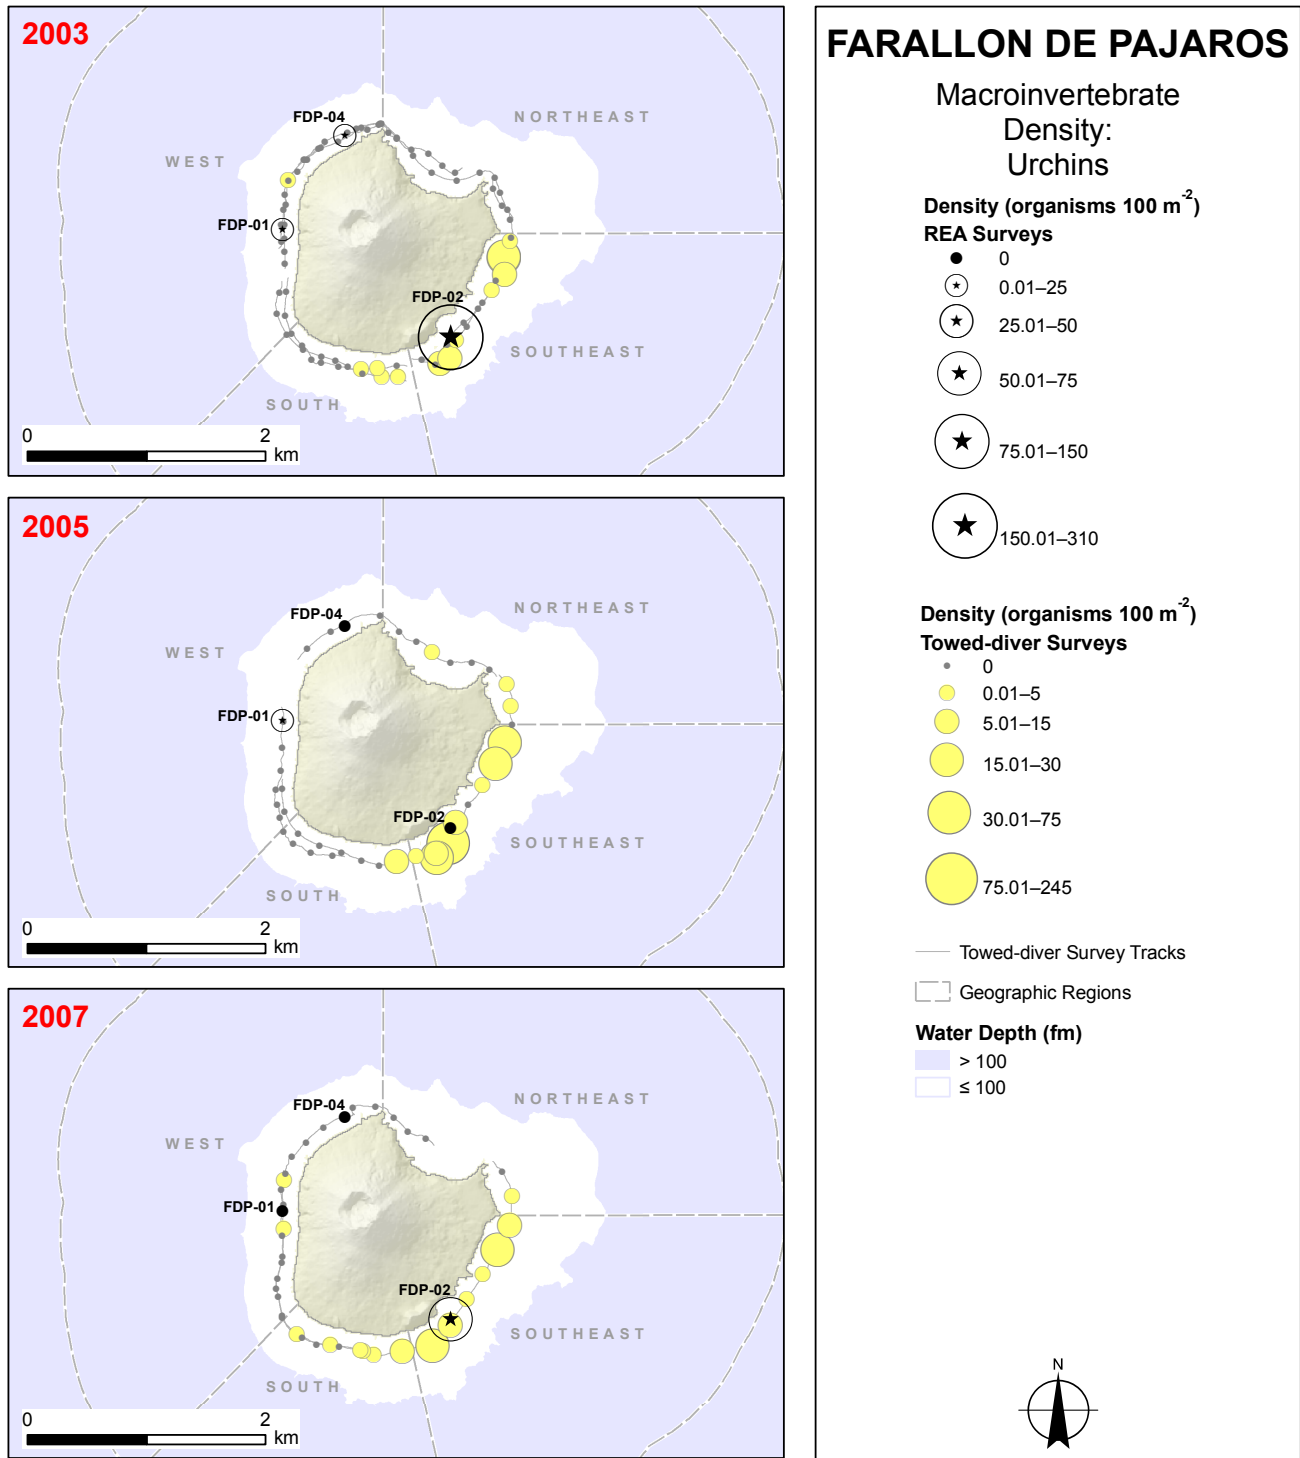 2003
NORTHEAST
FDP-04
WEST
FDP-01
FDP-02
SOUTHEAST
SOUTH
0 2
km
2005
NORTHEAST
FDP-04
WEST
FDP-01
FDP-02
SOUTHEAST
SOUTH
0 2
km
2007
NORTHEAST
FDP-04
WEST
FDP-01
FDP-02
SOUTHEAST
SOUTH
0 2
km
FARALLON DE PAJAROS
Macroinvertebrate
Density:
Urchins
Density (organisms 100 m⁻²)
REA Surveys
0
0.01–25
25.01–50
50.01–75
75.01–150
150.01–310
Density (organisms 100 m⁻²)
Towed-diver Surveys
0
0.01–5
5.01–15
15.01–30
30.01–75
75.01–245
Towed-diver Survey Tracks
Geographic Regions
Water Depth (fm)
> 100
≤ 100
N